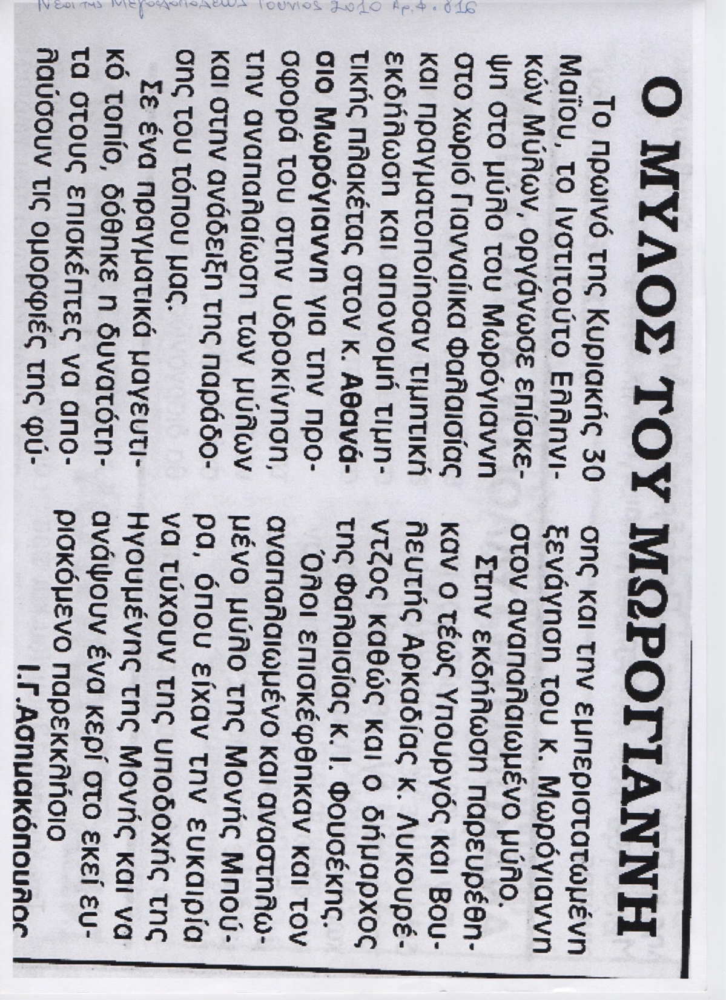 Ο ΜΥΛΟΣ ΤΟΥ ΜΩΡΟΓΙΑΝΝΗ
Το πρωινό της Κυριακής 30
Μαΐου, το Ινστιτούτο Ελληνι-
κών Μύλων, οργάνωσε επίσκε-
ψη στο μύλο του Μωρόγιαννη
στο χωριό Γιανναίικα Φαλαισίας
και πραγματοποίησαν τιμητική
εκδήλωση και απονομή τιμη-
τικής πλακέτας στον κ. Αθανά-
σιο Μωρόγιαννη για την προ-
σφορά του στην υδροκίνηση,
την αναπαλαίωση των μύλων
και στην ανάδειξη της παράδο-
σης του τόπου μας.
Σε ένα πραγματικά μαγευτι-
κό τοπίο, δόθηκε η δυνατότη-
τα στους επισκέπτες να απο-
λαύσουν τις ομορφιές της φύ-
σης και την εμπεριστατωμένη
ξενάγηση του κ. Μωρόγιαννη
στον αναπαλαιωμένο μύλο.
Στην εκδήλωση παρευρέθη-
καν ο τέως Υπουργός και Βου-
λευτής Αρκαδίας κ. Λυκουρέ-
ντζος καθώς και ο δήμαρχος
της Φαλαισίας κ. Ι. Φουσέκης.
Όλοι επισκέφθηκαν και τον
αναπαλαιωμένο και αναστηλω-
μένο μύλο της Μονής Μπού-
ρα, όπου είχαν την ευκαιρία
να τύχουν της υποδοχής της
Ηγουμένης της Μονής και να
ανάψουν ένα κερί στο εκεί ευ-
ρισκόμενο παρεκκλήσιο
Ι.Γ.Ασημακόπουλος